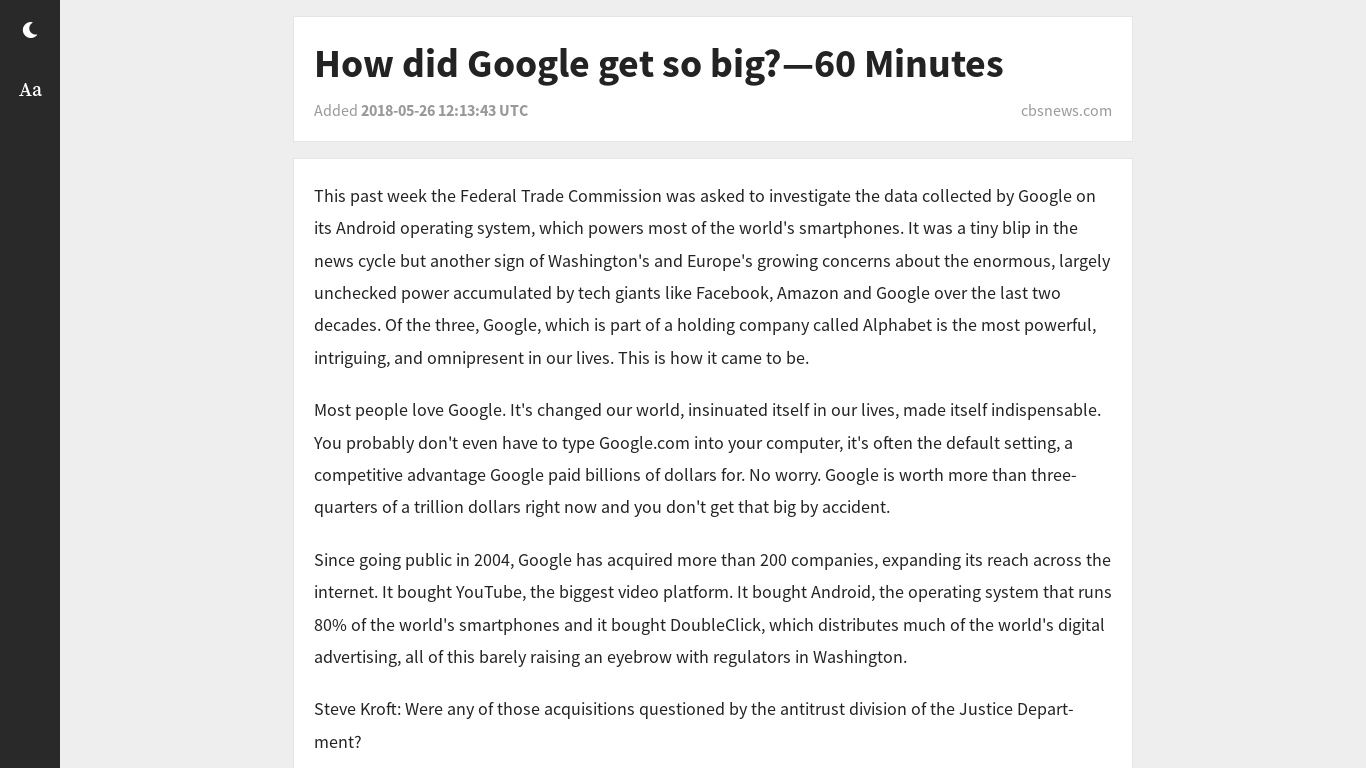 Aa
How did Google get so big?—60 Minutes
Added 2018-05-26 12:13:43 UTC
cbsnews.com
This past week the Federal Trade Commission was asked to investigate the data collected by Google on
its Android operating system, which powers most of the world's smartphones. It was a tiny blip in the
news cycle but another sign of Washington's and Europe's growing concerns about the enormous, largely
unchecked power accumulated by tech giants like Facebook, Amazon and Google over the last two
decades. Of the three, Google, which is part of a holding company called Alphabet is the most powerful,
intriguing, and omnipresent in our lives. This is how it came to be.
Most people love Google. It's changed our world, insinuated itself in our lives, made itself indispensable.
You probably don't even have to type Google.com into your computer, it's often the default setting, a
competitive advantage Google paid billions of dollars for. No worry. Google is worth more than three-
quarters of a trillion dollars right now and you don't get that big by accident.
Since going public in 2004, Google has acquired more than 200 companies, expanding its reach across the
internet. It bought YouTube, the biggest video platform. It bought Android, the operating system that runs
80% of the world's smartphones and it bought DoubleClick, which distributes much of the world's digital
advertising, all of this barely raising an eyebrow with regulators in Washington.
Steve Kroft: Were any of those acquisitions questioned by the antitrust division of the Justice Depart-
ment?